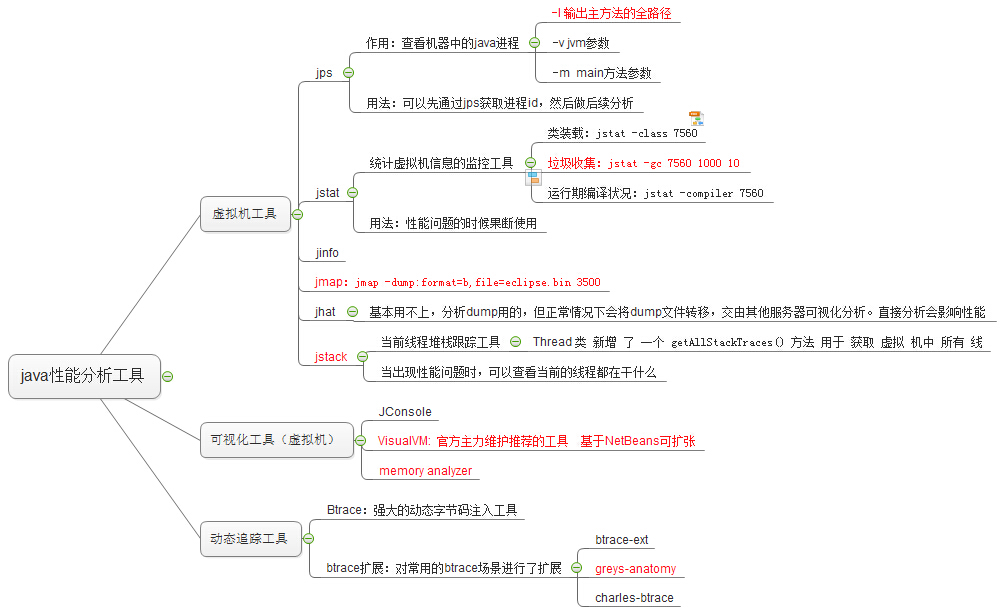 java性能分析工具
虚拟机工具
jps
作用：查看机器中的java进程
-l 输出主方法的全路径
-v jvm参数
-m main方法参数
用法：可以先通过jps获取进程id，然后做后续分析
jstat
统计虚拟机信息的监控工具
类装载：jstat -class 7560
垃圾收集：jstat -gc 7560 1000 10
运行期编译状况：jstat -compiler 7560
用法：性能问题的时候果断使用
jinfo
jmap：jmap -dump:format=b,file=eclipse.bin 3500
jhat
基本用不上，分析dump用的，但正常情况下会将dump文件转移，交由其他服务器可视化分析。直接分析会影响性能
jstack
当前线程堆栈跟踪工具
Thread 类 新增 了 一个 getAllStackTraces() 方法 用于 获取 虚拟 机中 所有 线
当出现性能问题时，可以查看当前的线程都在干什么
可视化工具（虚拟机）
JConsole
VisualVM: 官方主力维护推荐的工具 基于NetBeans可扩张
memory analyzer
动态追踪工具
Btrace：强大的动态字节码注入工具
btrace扩展：对常用的btrace场景进行了扩展
btrace-ext
greys-anatomy
charles-btrace